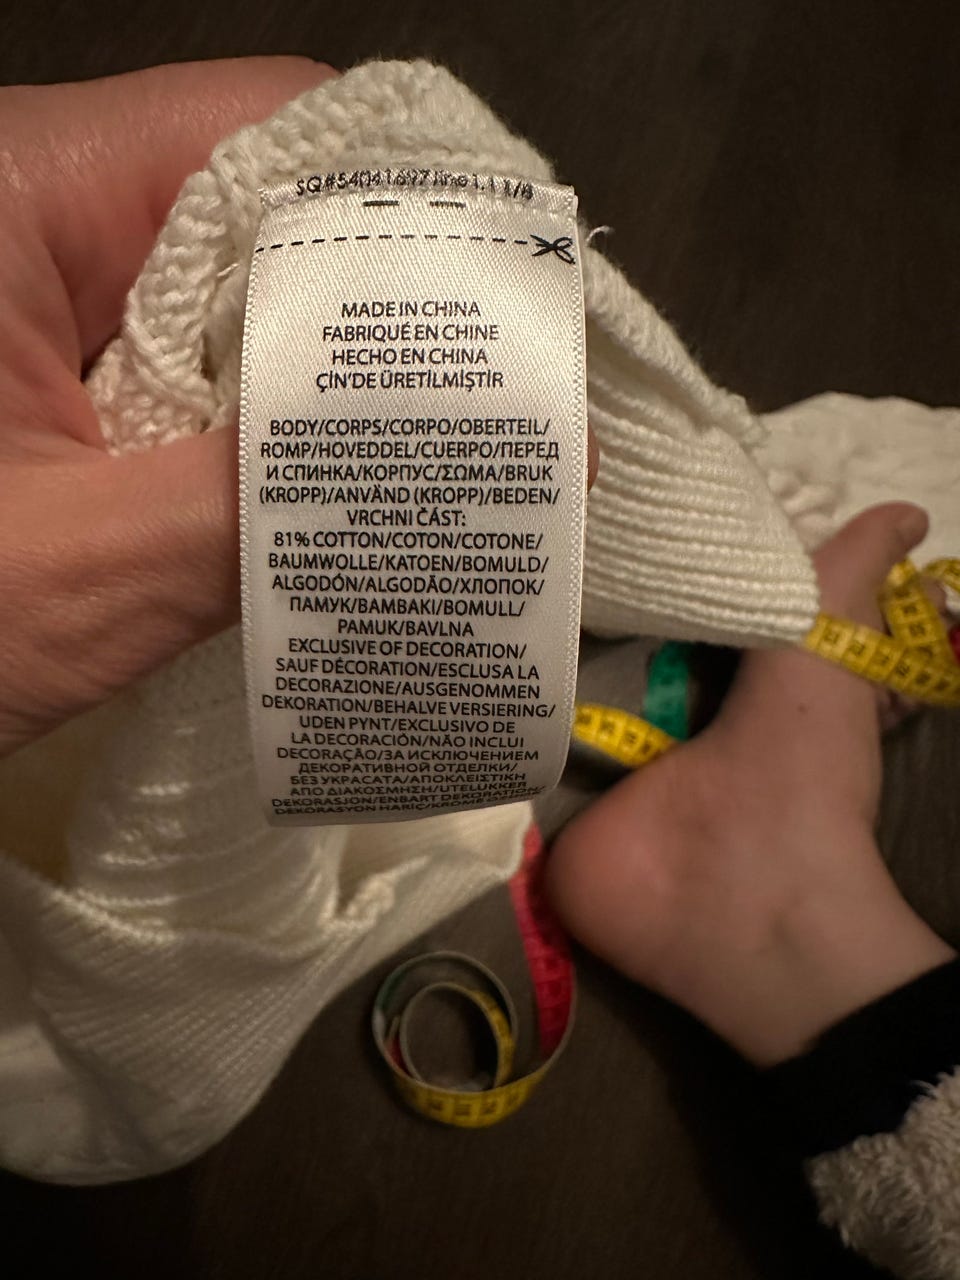 MADE IN CHINA
FABRIQUÉ EN CHINE
HECHO EN CHINA
ÇİN'DE ÜRETİLMİŞTİR
BODY/CORPS/CORPO/OBERTEIL/
ROMP/HOVEDDEL/CUERPO/ПЕРЕД
И СПИНКА/КОРПУС/ΣΩΜΑ/BRUK
(KROPP)/ANVÄND (KROPP)/BEDEN/
VRCHNI ČÁST:
81% COTTON/COTON/COTONE/
BAUMWOLLE/KATOEN/BOMULD/
ALGODÓN/ALGODÃO/ХЛОПОК/
ПАМУК/BAMBAKI/BOMULL/
PAMUK/BAVLNA
EXCLUSIVE OF DECORATION/
SAUF DÉCORATION/ESCLUSA LA
DECORAZIONE/AUSGENOMMEN
DEKORATION/BEHALVE VERSIERING/
UDEN PYNT/EXCLUSIVO DE
LA DECORACIÓN/NÃO INCLUI
DECORAÇÃO/ЗА ИСКЛЮЧЕНИЕМ
ДЕКОРАТИВНОЙ ОТДЕЛКИ/
БЕЗ УКРАСАТА/ΑΠΟΚΛΕΙΣΤΙΚΗ
ΑΠΟ ΔΙΑΚΟΣΜΗΣΗ/UTELUKKER
DEKORASJON/ENBART DEKORATION/
DEKORASYON HARİÇ/KROMĚ